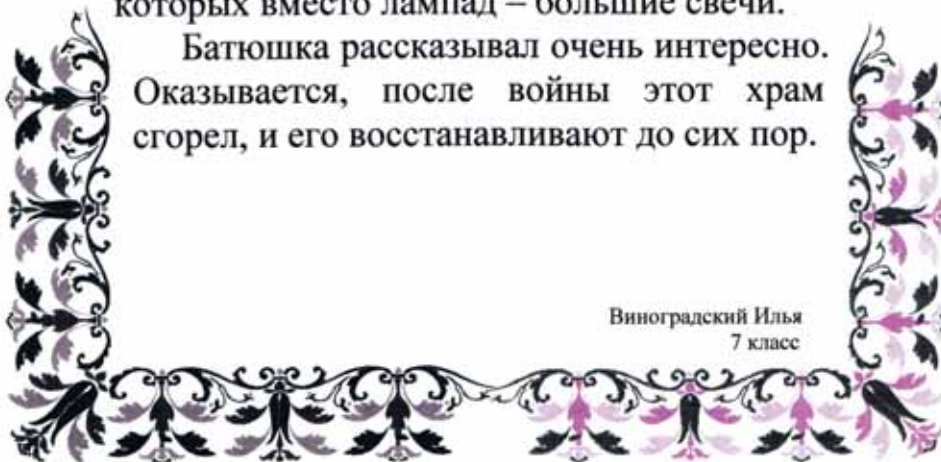 которых вместо лампад – большие свечи.
Батюшка рассказывал очень интересно.
Оказывается, после войны этот храм
сгорел, и его восстанавливают до сих пор.
Виноградский Илья
7 класс